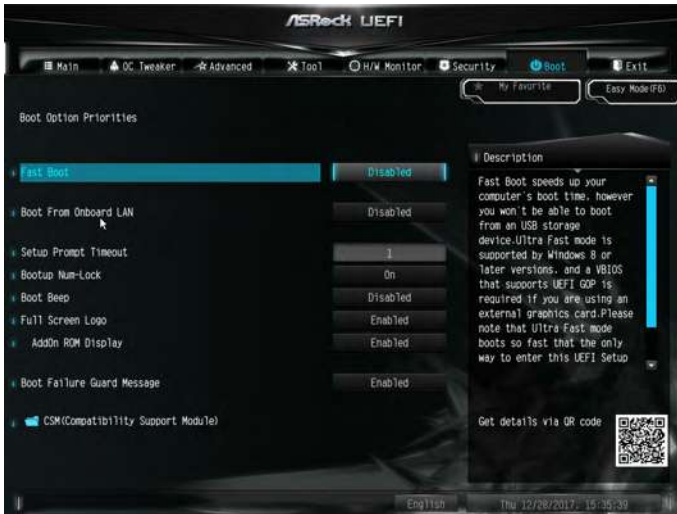 ASRock UEFI
Main OC Tweaker Advanced Tool H/W Monitor Security Boot Exit
My Favorite Easy Mode(F6)
Boot Option Priorities
Fast Boot Disabled
Boot From Onboard LAN Disabled
Setup Prompt Timeout 1
Bootup Num-Lock On
Boot Beep Disabled
Full Screen Logo Enabled
AddOn ROM Display Enabled
Boot Failure Guard Message Enabled
CSM(Compatibility Support Module)
Description
Fast Boot speeds up your
computer's boot time, however
you won't be able to boot
from an USB storage
device.Ultra Fast mode is
supported by Windows 8 or
later versions, and a VBIOS
that supports UEFI GOP is
required if you are using an
external graphics card.Please
note that Ultra Fast mode
boots so fast that the only
way to enter this UEFI Setup
Get details via QR code
English Thu 12/28/2017, 15:35:39